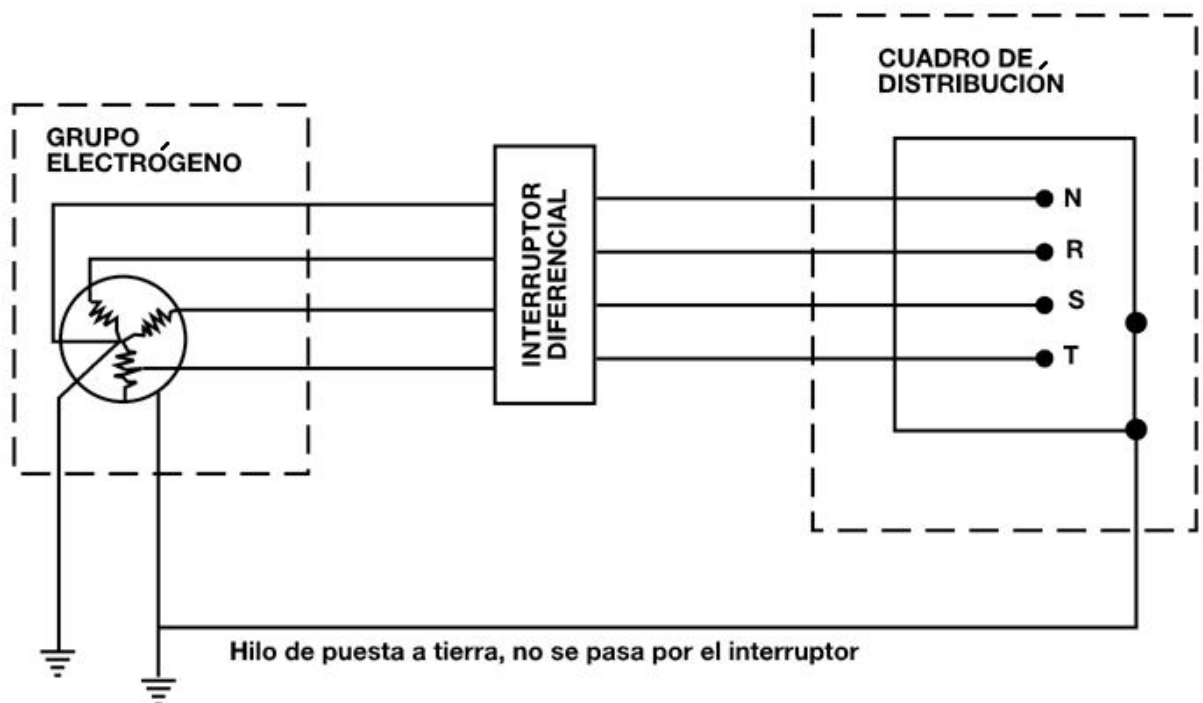 CUADRO DE
DISTRIBUCIÓN
GRUPO
ELECTRÓGENO
INTERRUPTOR
DIFERENCIAL
N
R
S
T
Hilo de puesta a tierra, no se pasa por el interruptor